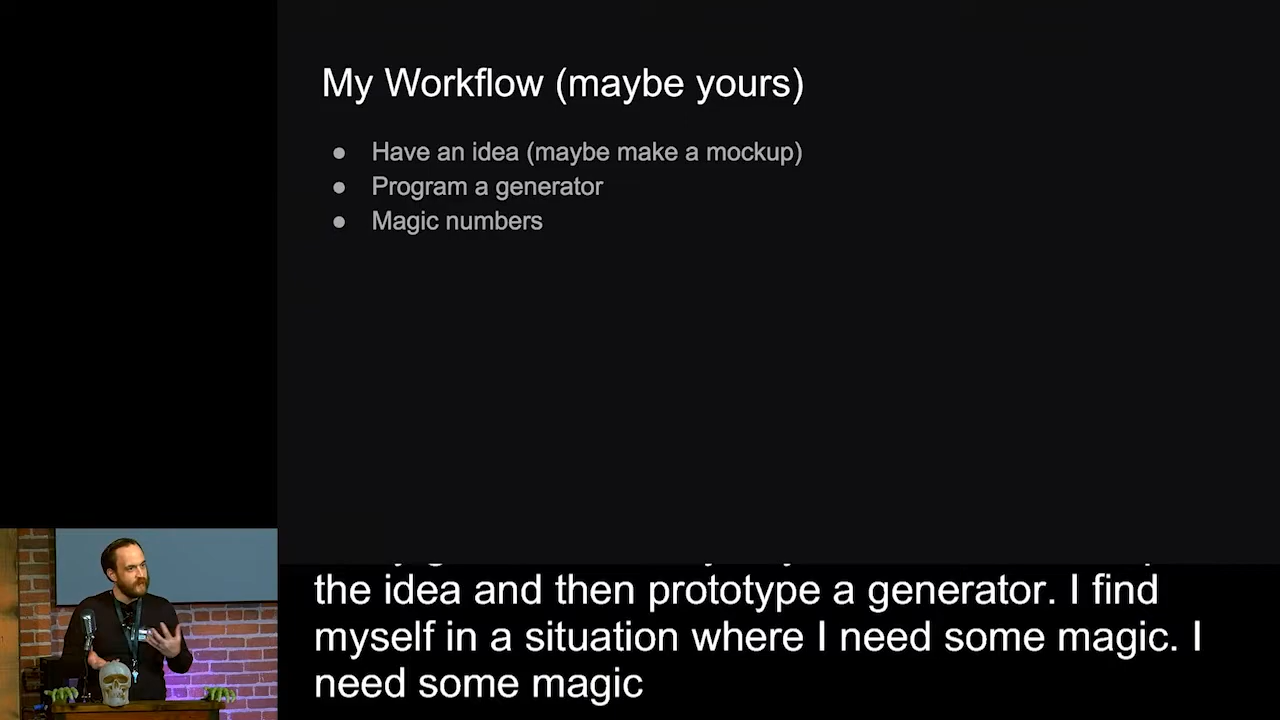 My Workflow (maybe yours)
● Have an idea (maybe make a mockup)
● Program a generator
● Magic numbers
the idea and then prototype a generator. I find
myself in a situation where I need some magic. I
need some magic